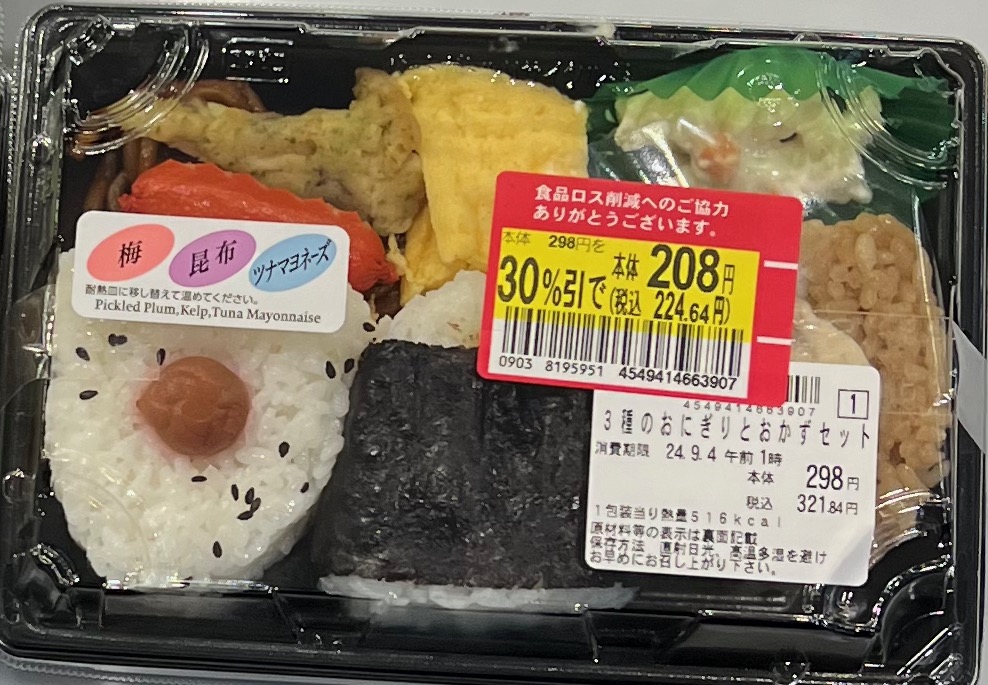 梅
昆布
ツナマヨネーズ
耐熱皿に移し替えて温めてください。
Pickled Plum,Kelp,Tuna Mayonnaise
食品ロス削減へのご協力
ありがとうございます。
本体 298円を
30%引で
本体 208円
(税込 224.64円)
0903 8195951 4549414663907
4549414663907
1
3種のおにぎりとおかずセット
消費期限 24.9.4 午前1時
本体 298円
税込 321.84円
1包装当り熱量516kcal
原材料等の表示は裏面記載
保存方法 直射日光、高温多湿を避け
お早めにお召し上がり下さい。